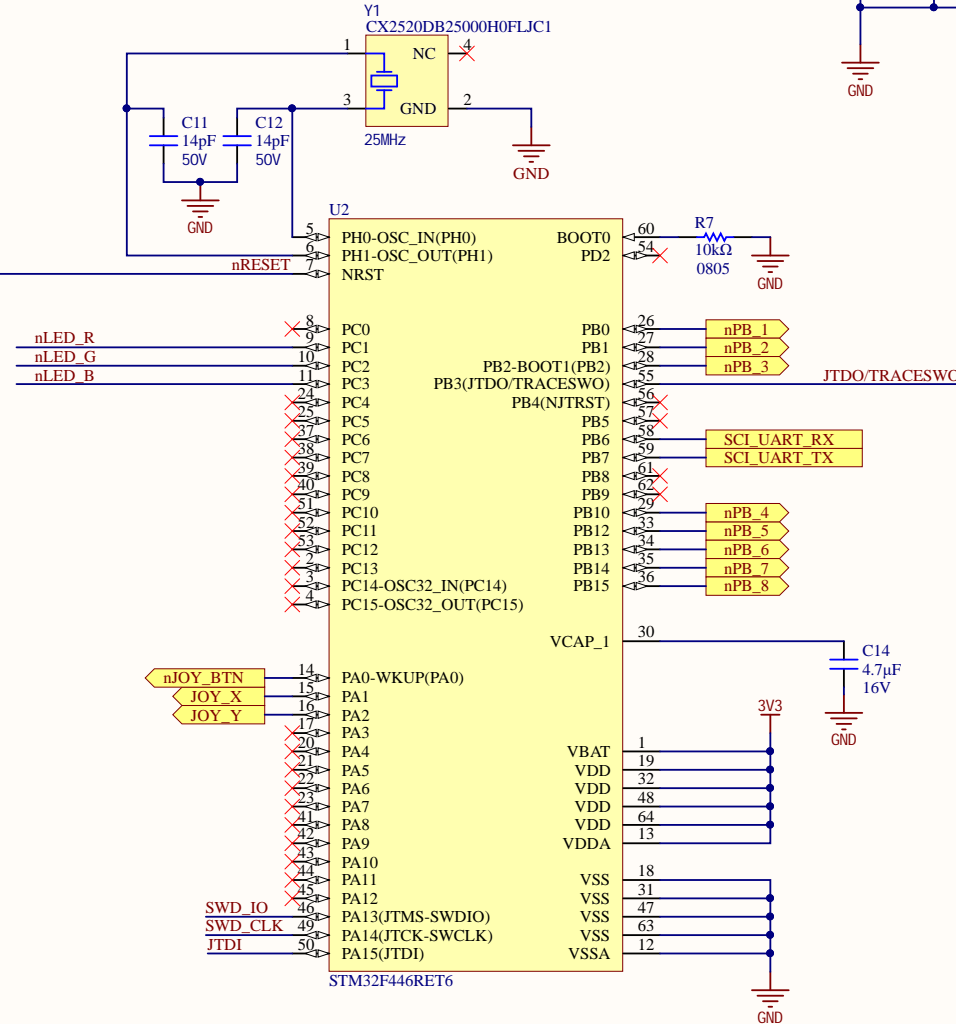 Y1
CX2520DB25000H0FLJC1
1 NC 4
3 GND 2
25MHz
GND
C11
14pF
50V
C12
14pF
50V
GND
GND
U2
5 PH0-OSC_IN(PH0)
6 PH1-OSC_OUT(PH1)
nRESET 7 NRST
8 PC0
nLED_R 9 PC1
nLED_G 10 PC2
nLED_B 11 PC3
24 PC4
25 PC5
37 PC6
38 PC7
39 PC8
40 PC9
51 PC10
52 PC11
53 PC12
2 PC13
3 PC14-OSC32_IN(PC14)
4 PC15-OSC32_OUT(PC15)
nJOY_BTN 14 PA0-WKUP(PA0)
JOY_X 15 PA1
JOY_Y 16 PA2
17 PA3
20 PA4
21 PA5
22 PA6
23 PA7
41 PA8
42 PA9
43 PA10
44 PA11
45 PA12
SWD_IO 46 PA13(JTMS-SWDIO)
SWD_CLK 49 PA14(JTCK-SWCLK)
JTDI 50 PA15(JTDI)
BOOT0 60
PD2 54
R7
10kΩ
0805
GND
PB0 26 nPB_1
PB1 27 nPB_2
PB2-BOOT1(PB2) 28 nPB_3
PB3(JTDO/TRACESWO) 55 JTDO/TRACESWO
PB4(NJTRST) 56
PB5 57
PB6 58 SCI_UART_RX
PB7 59 SCI_UART_TX
PB8 61
PB9 62
PB10 29 nPB_4
PB12 33 nPB_5
PB13 34 nPB_6
PB14 35 nPB_7
PB15 36 nPB_8
VCAP_1 30
C14
4.7µF
16V
GND
3V3
VBAT 1
VDD 19
VDD 32
VDD 48
VDD 64
VDDA 13
VSS 18
VSS 31
VSS 47
VSS 63
VSSA 12
GND
STM32F446RET6